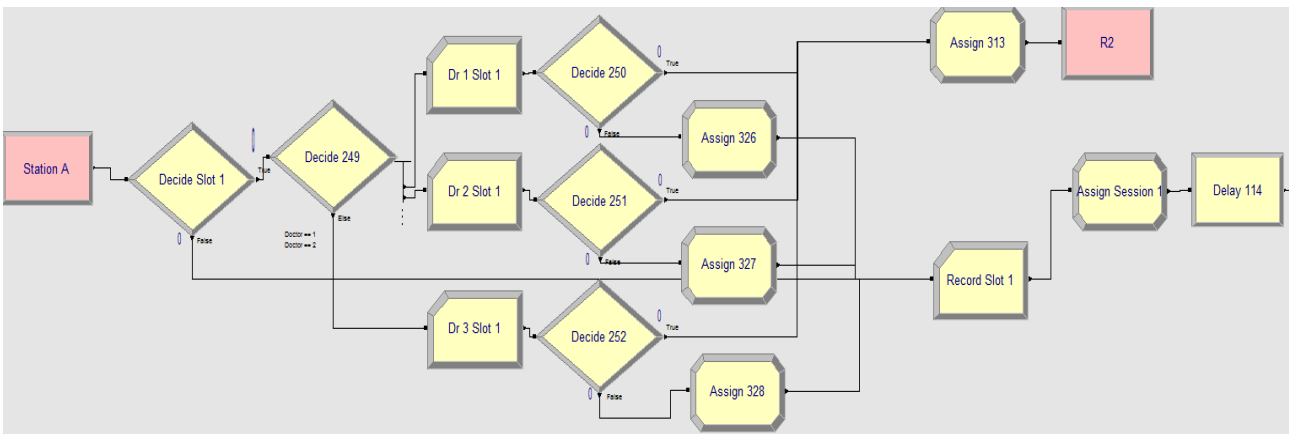 Station A
Decide Slot 1
True
False
Decide 249
Else
Doctor == 1
Doctor == 2
Dr 1 Slot 1
Decide 250
0
True
0
False
Assign 326
Dr 2 Slot 1
Decide 251
0
True
0
False
Assign 327
Dr 3 Slot 1
Decide 252
0
True
0
False
Assign 328
Assign 313
R2
Record Slot 1
Assign Session 1
Delay 114
0
0